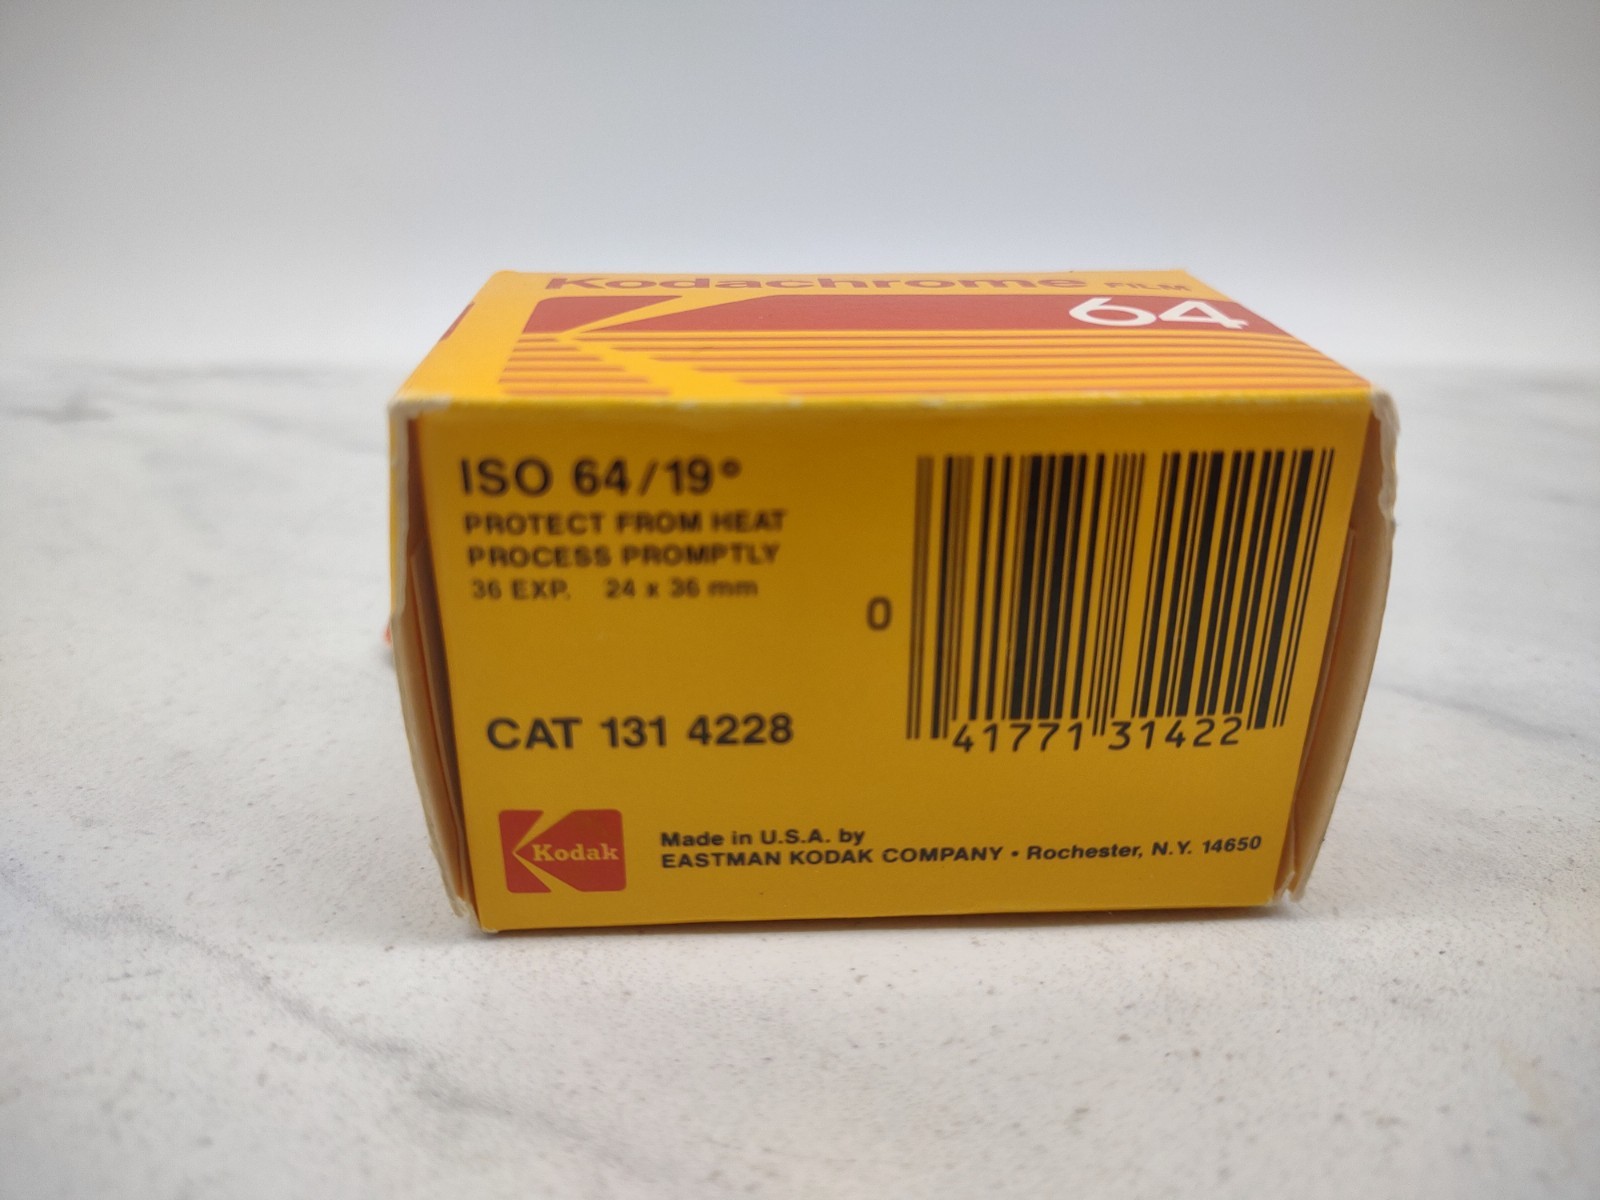 Kodachrome FILM
64
ISO 64/19°
PROTECT FROM HEAT
PROCESS PROMPTLY
36 EXP. 24 x 36 mm
0
41771 31422
CAT 131 4228
Kodak
Made in U.S.A. by
EASTMAN KODAK COMPANY • Rochester, N.Y. 14650